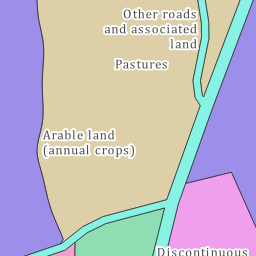 Other roads
and associated
land
Pastures
Arable land
(annual crops)
Discontinuous